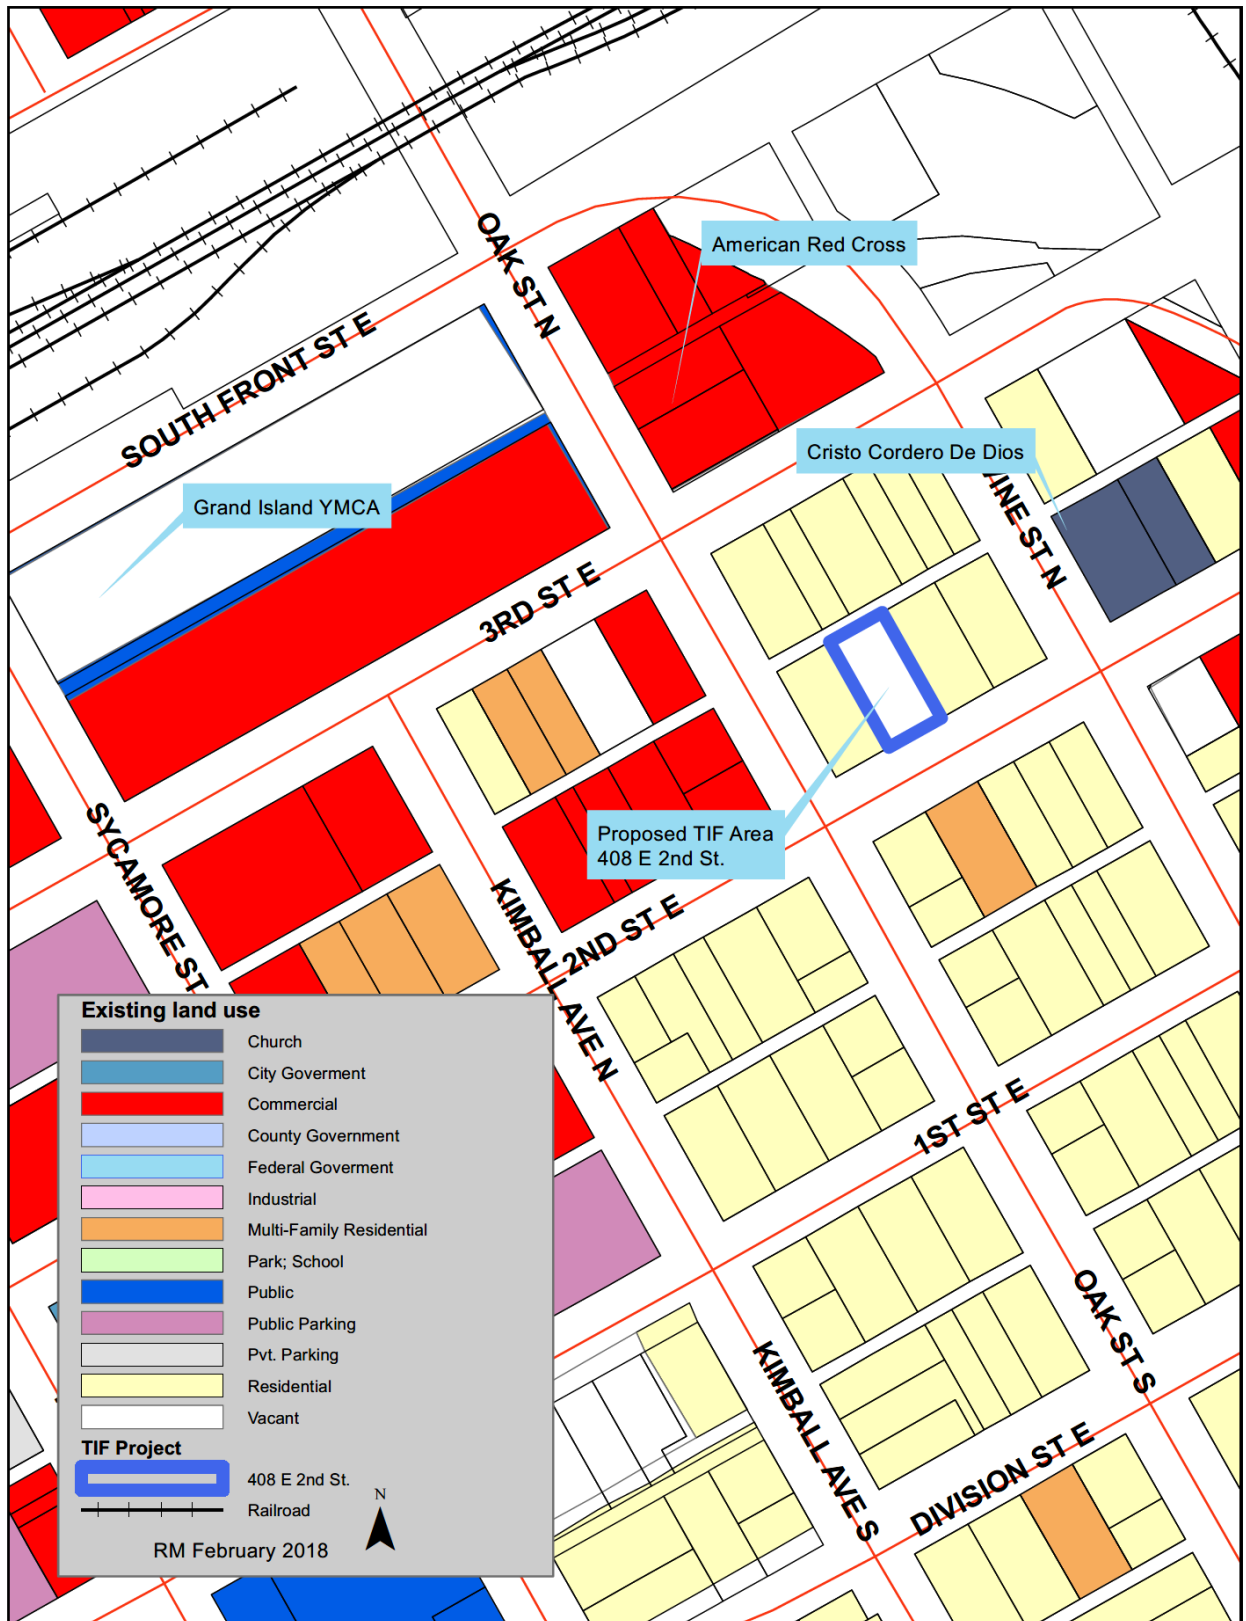 OAK ST N
American Red Cross
SOUTH FRONT ST E
Cristo Cordero De Dios
VINE ST N
Grand Island YMCA
3RD ST E
Proposed TIF Area
408 E 2nd St.
SYCAMORE ST
KIMBALL AVE N
2ND ST E
1ST ST E
OAK ST S
KIMBALL AVE S
DIVISION ST E
Existing land use
Church
City Goverment
Commercial
County Government
Federal Goverment
Industrial
Multi-Family Residential
Park; School
Public
Public Parking
Pvt. Parking
Residential
Vacant
TIF Project
408 E 2nd St.
Railroad
N
RM February 2018